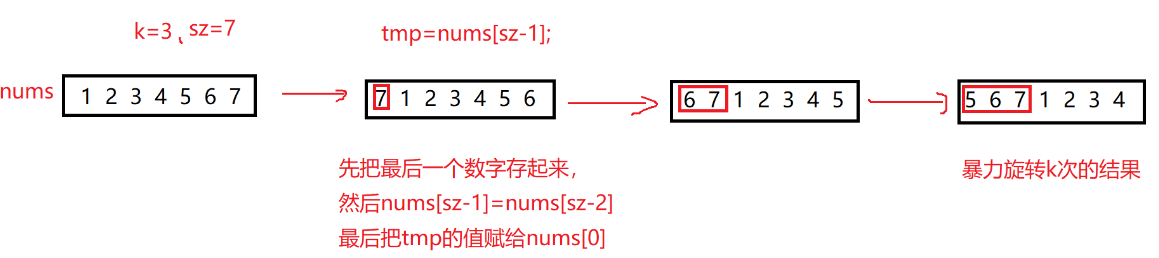 k=3、sz=7
tmp=nums[sz-1];
nums
1 2 3 4 5 6 7
7 1 2 3 4 5 6
6 7 1 2 3 4 5
5 6 7 1 2 3 4
先把最后一个数字存起来，
然后nums[sz-1]=nums[sz-2]
最后把tmp的值赋给nums[0]
暴力旋转k次的结果